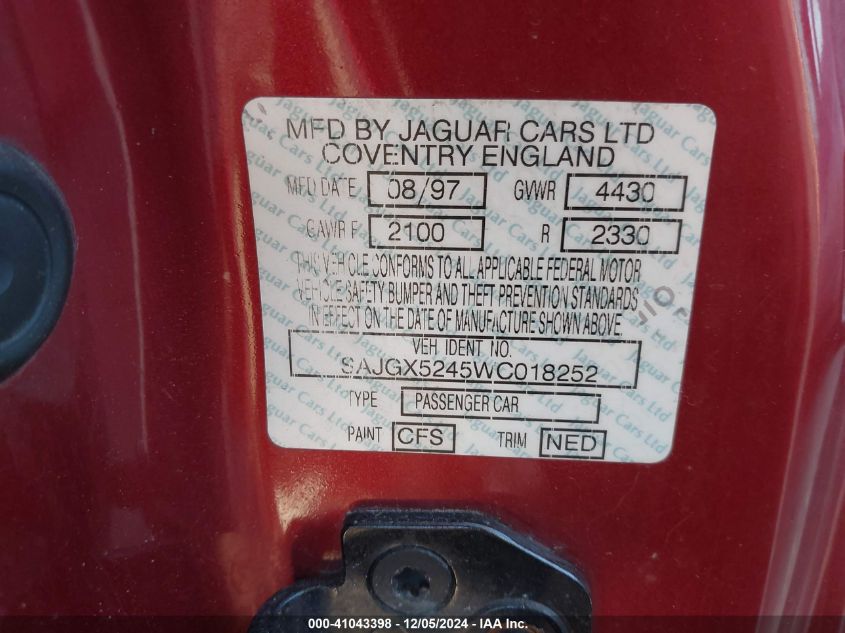 MFD BY JAGUAR CARS LTD
COVENTRY ENGLAND
MFD DATE 08/97 GVWR 4430
GAWR F 2100 R 2330
THIS VEHICLE CONFORMS TO ALL APPLICABLE FEDERAL MOTOR
VEHICLE SAFETY BUMPER AND THEFT PREVENTION STANDARDS
IN EFFECT ON THE DATE OF MANUFACTURE SHOWN ABOVE
VEH IDENT NO.
SAJGX5245WC018252
TYPE PASSENGER CAR
PAINT CFS TRIM NED
Jaguar Cars Ltd
000-41043398 - 12/05/2024 - IAA Inc.